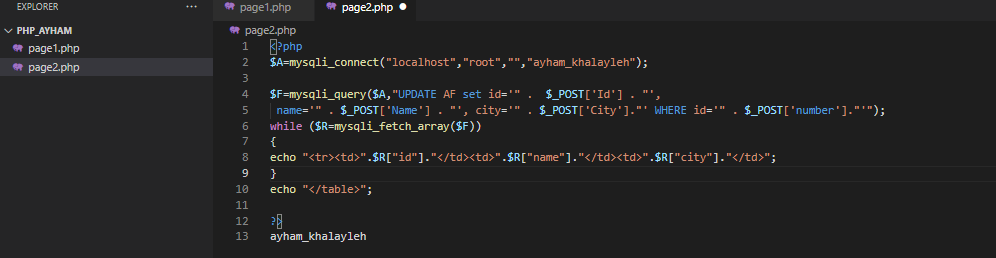 EXPLORER
...
page1.php
page2.php ●
PHP_AYHAM
page1.php
page2.php
page2.php
1 <?php
2 $A=mysqli_connect("localhost","root","","ayham_khalayleh");
3
4 $F=mysqli_query($A,"UPDATE AF set id='" .  $_POST['Id'] . "',
5  name='" . $_POST['Name'] . "', city='" . $_POST['City']."' WHERE id='" . $_POST['number']."'");
6 while ($R=mysqli_fetch_array($F))
7 {
8 echo "<tr><td>".$R["id"]."</td><td>".$R["name"]."</td><td>".$R["city"]."</td>";
9 }
10 echo "</table>";
11
12 ?>
13 ayham_khalayleh